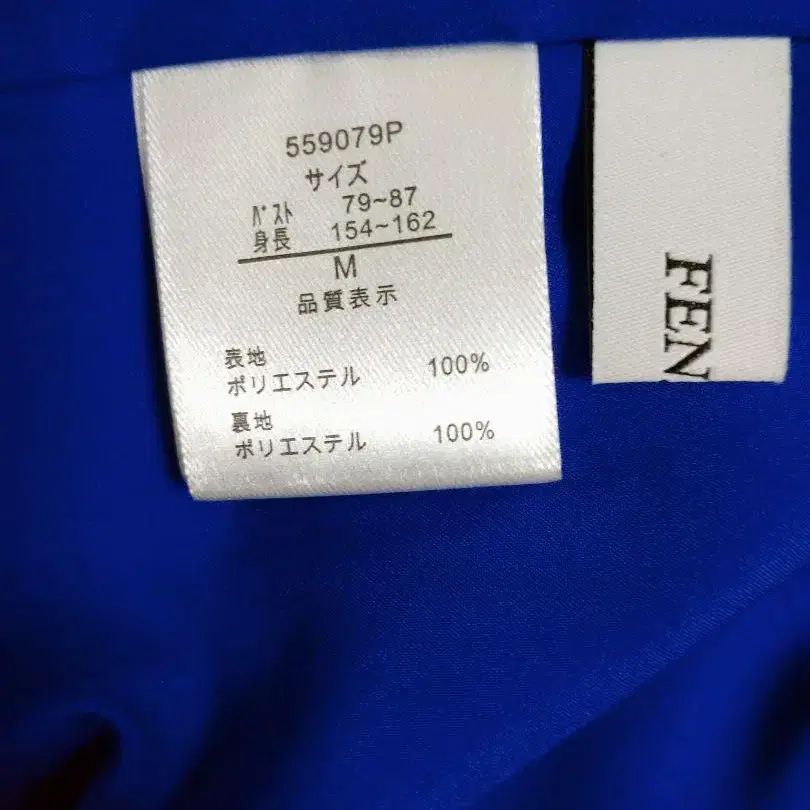 559079P
サイズ
バスト 79~87
身長 154~162
M
品質表示
表地
ポリエステル 100%
裏地
ポリエステル 100%
FEN